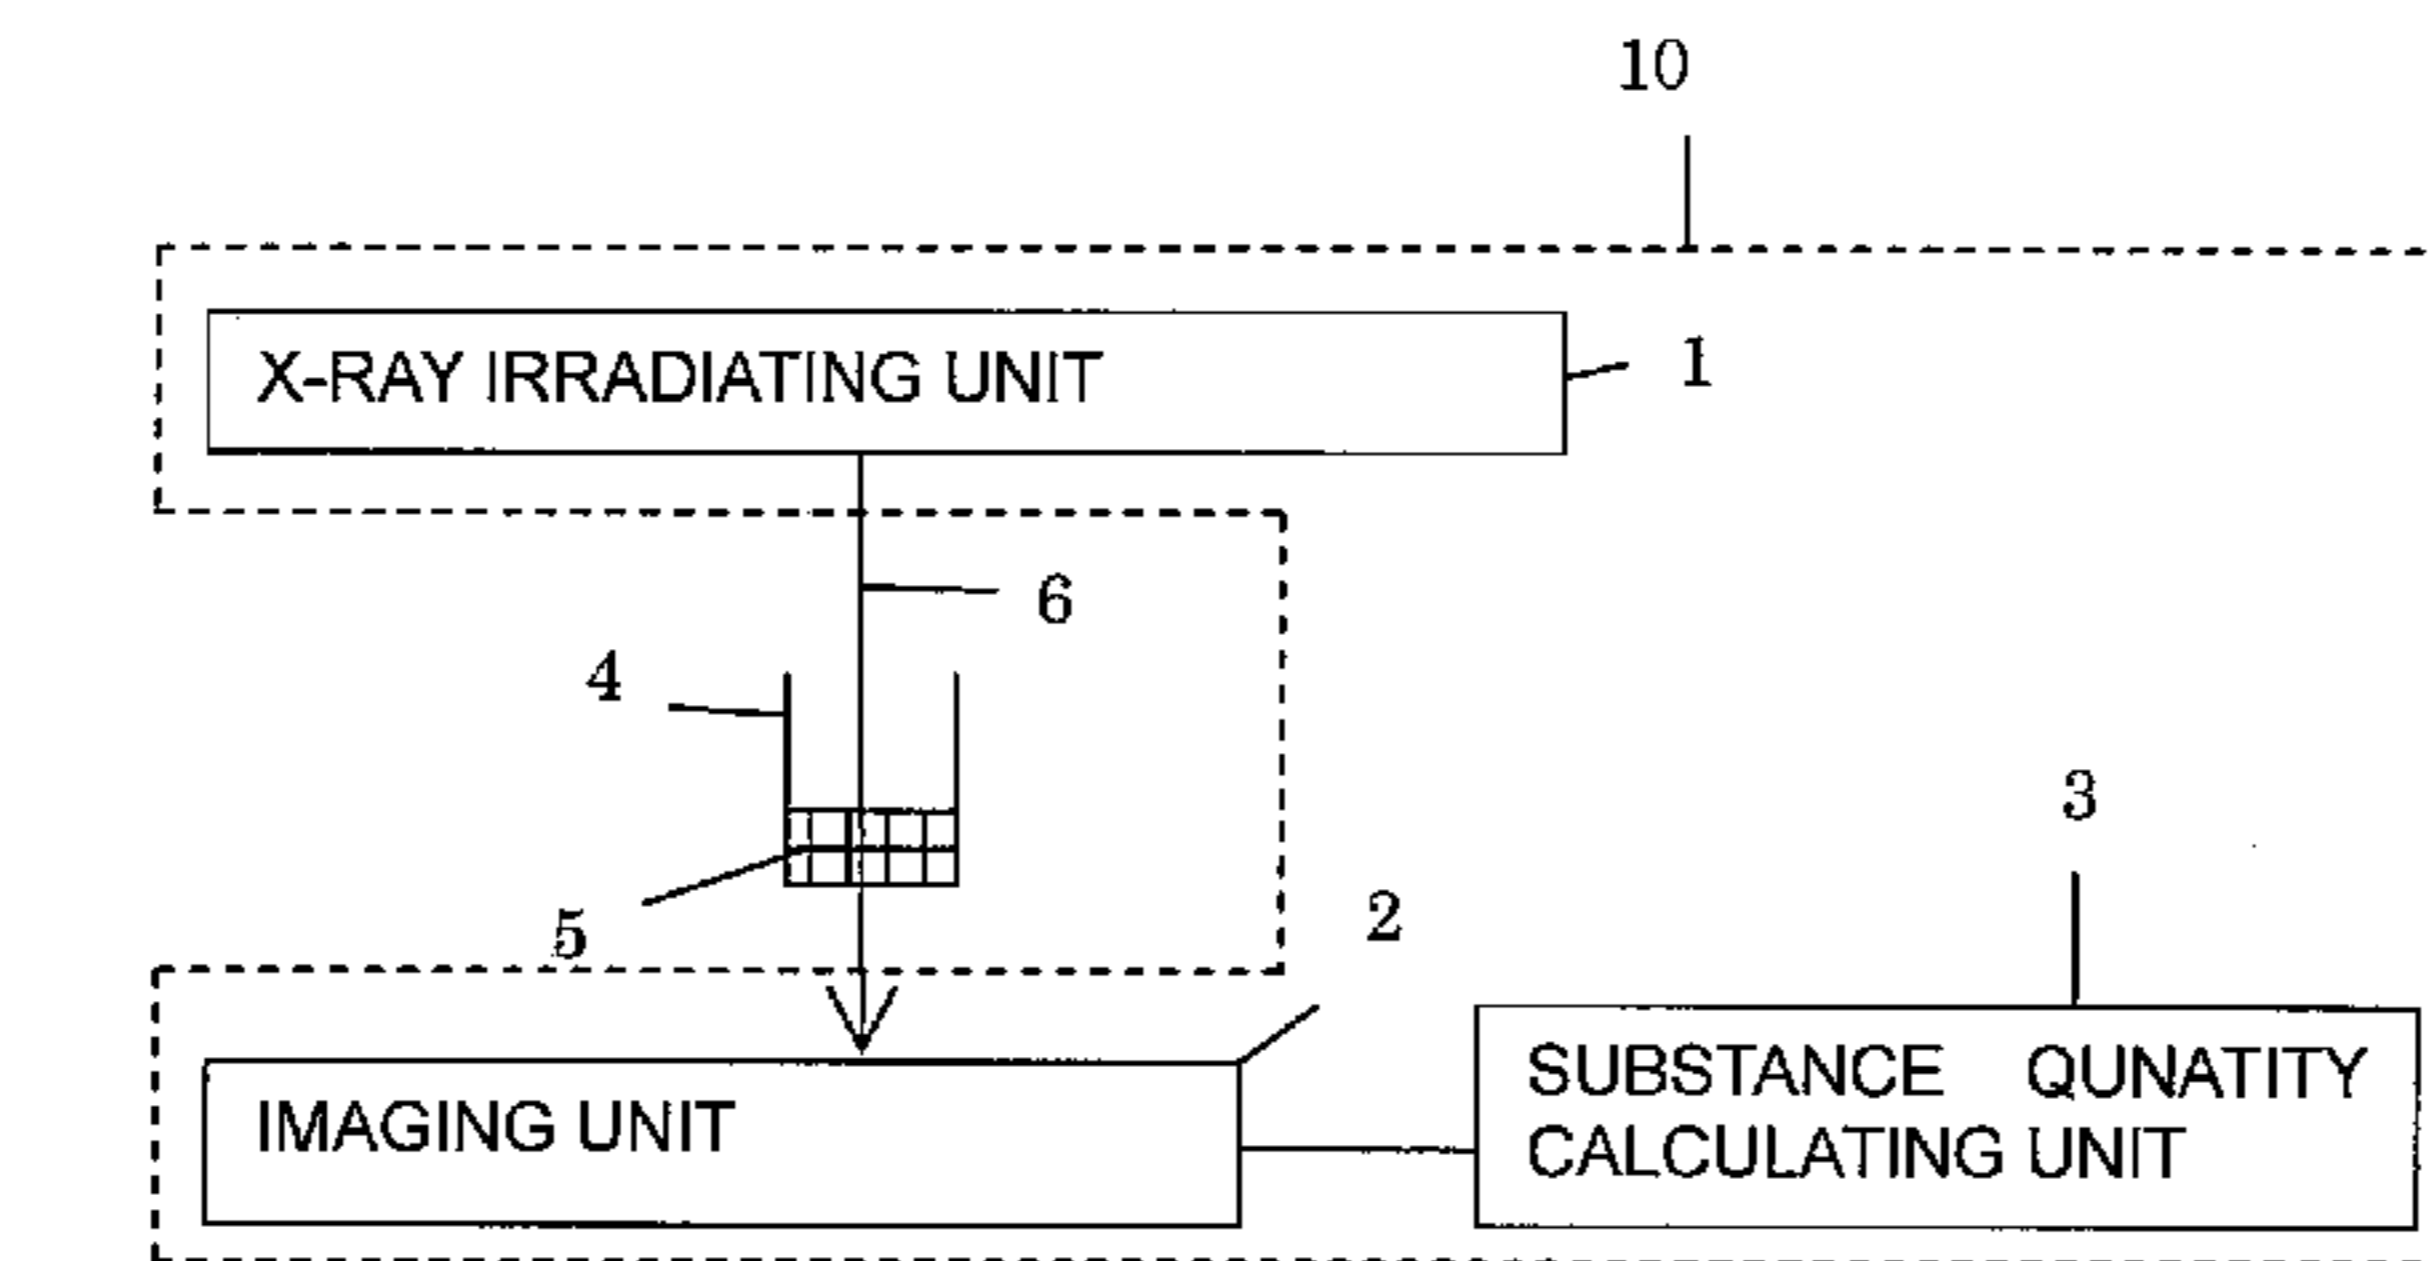 10
X-RAY IRRADIATING UNIT
1
6
4
3
5
2
SUBSTANCE QUNATITY
CALCULATING UNIT
IMAGING UNIT